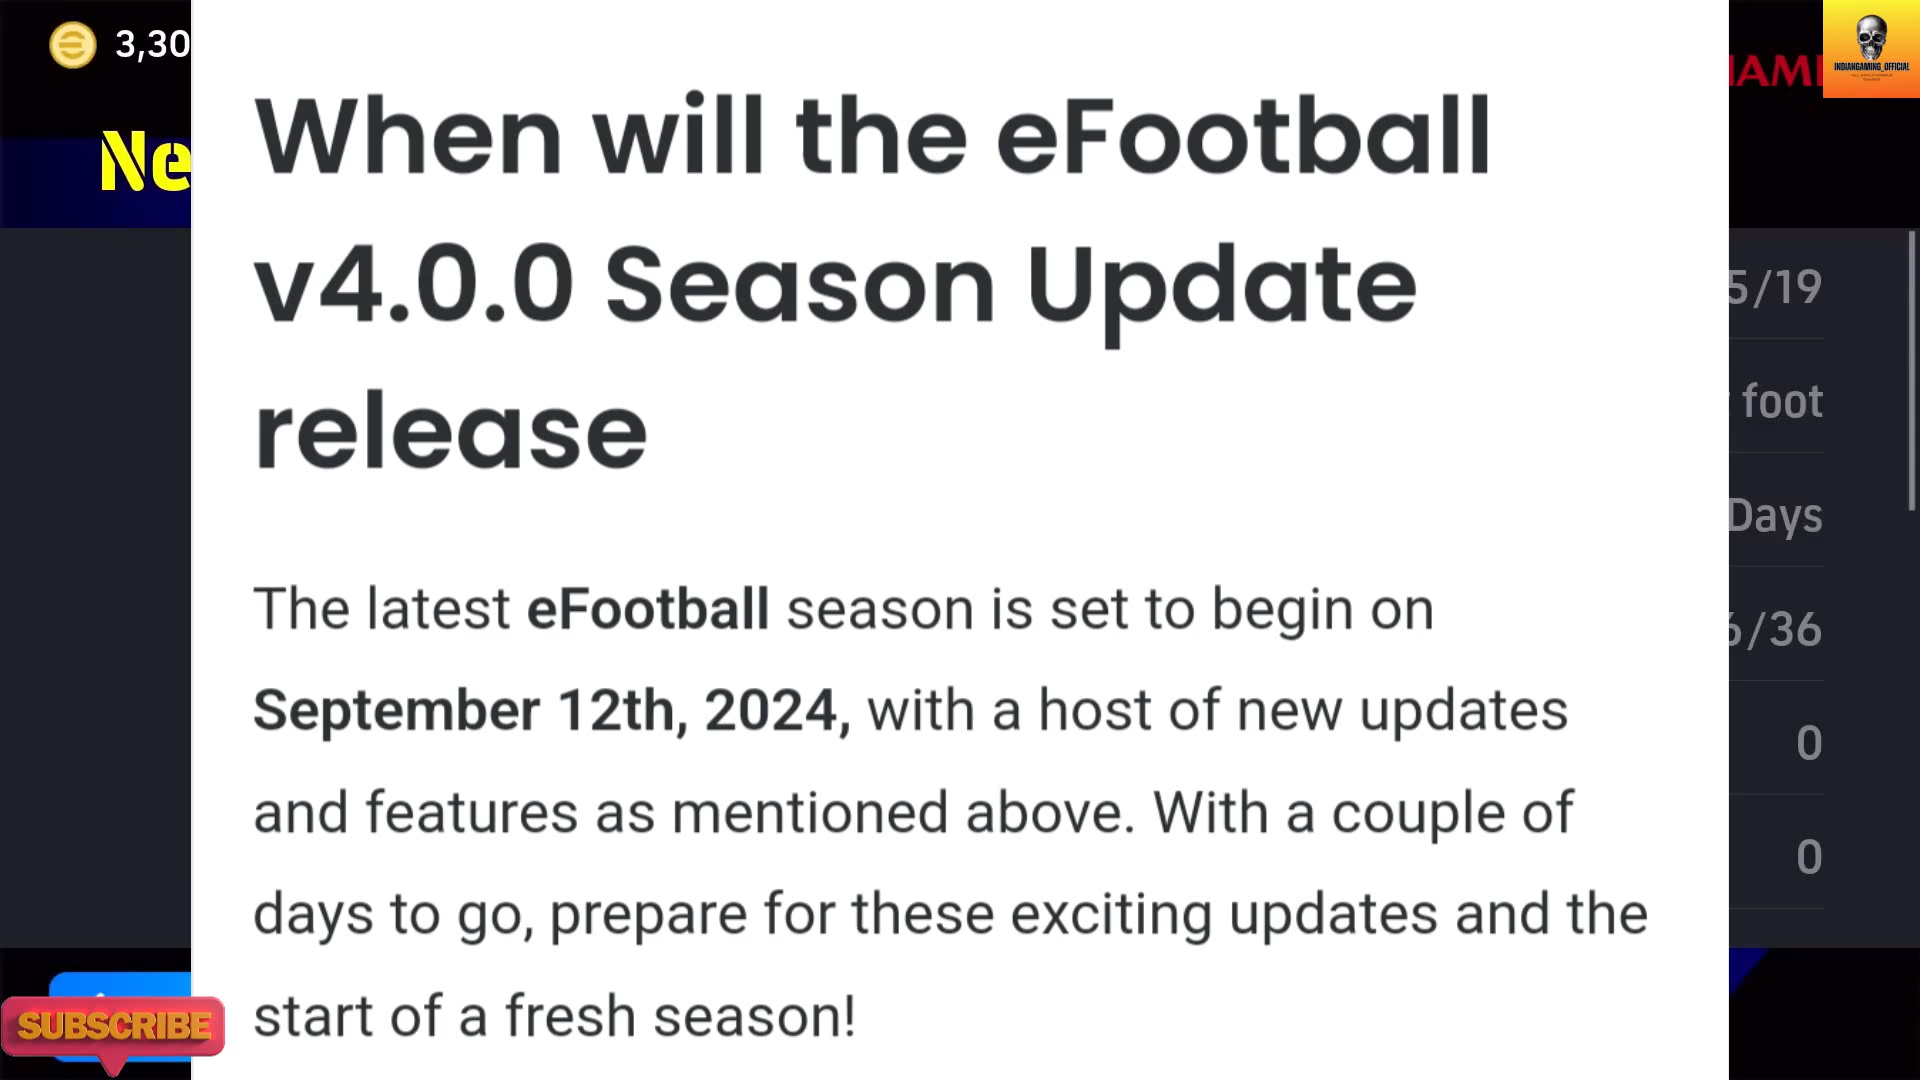 3,30
When will the eFootball
v4.0.0 Season Update
release
The latest eFootball season is set to begin on
September 12th, 2024, with a host of new updates
and features as mentioned above. With a couple of
days to go, prepare for these exciting updates and the
start of a fresh season!
Ne
NAMI
INDIANGAMING_OFFICIAL
5/19
foot
Days
6/36
0
0
SUBSCRIBE